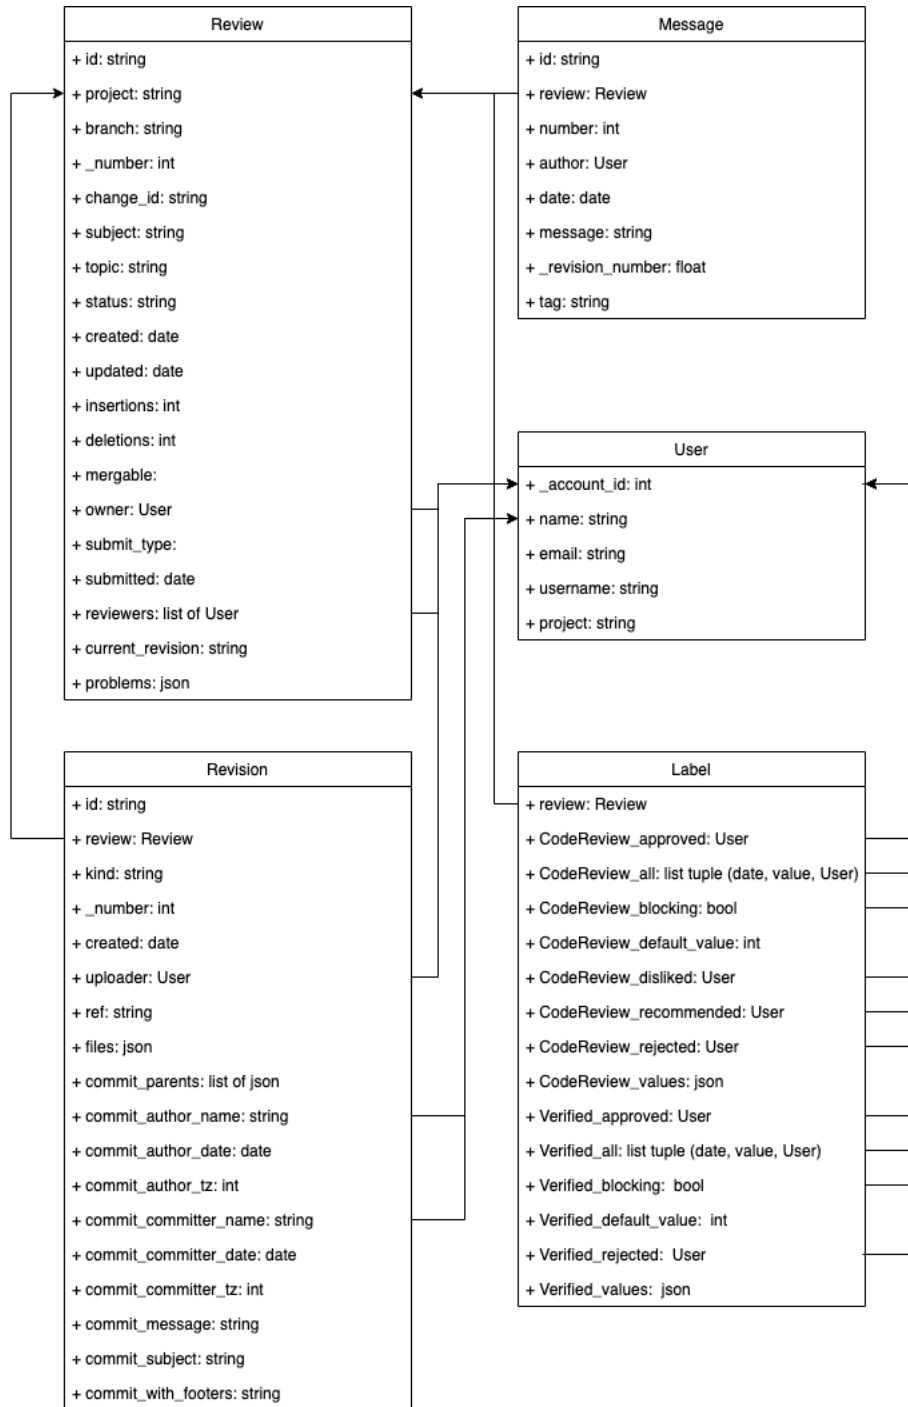 Review
+ id: string
+ project: string
+ branch: string
+ _number: int
+ change_id: string
+ subject: string
+ topic: string
+ status: string
+ created: date
+ updated: date
+ insertions: int
+ deletions: int
+ mergable:
+ owner: User
+ submit_type:
+ submitted: date
+ reviewers: list of User
+ current_revision: string
+ problems: json
Message
+ id: string
+ review: Review
+ number: int
+ author: User
+ date: date
+ message: string
+ _revision_number: float
+ tag: string
User
+ _account_id: int
+ name: string
+ email: string
+ username: string
+ project: string
Revision
+ id: string
+ review: Review
+ kind: string
+ _number: int
+ created: date
+ uploader: User
+ ref: string
+ files: json
+ commit_parents: list of json
+ commit_author_name: string
+ commit_author_date: date
+ commit_author_tz: int
+ commit_committer_name: string
+ commit_committer_date: date
+ commit_committer_tz: int
+ commit_message: string
+ commit_subject: string
+ commit_with_footers: string
Label
+ review: Review
+ CodeReview_approved: User
+ CodeReview_all: list tuple (date, value, User)
+ CodeReview_blocking: bool
+ CodeReview_default_value: int
+ CodeReview_disliked: User
+ CodeReview_recommended: User
+ CodeReview_rejected: User
+ CodeReview_values: json
+ Verified_approved: User
+ Verified_all: list tuple (date, value, User)
+ Verified_blocking: bool
+ Verified_default_value: int
+ Verified_rejected: User
+ Verified_values: json